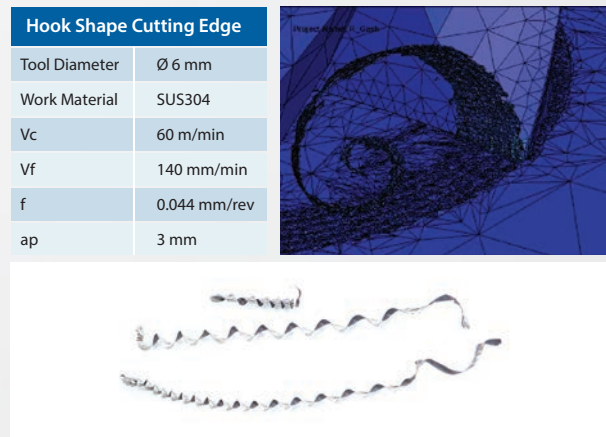 Hook Shape Cutting Edge
Tool Diameter Ø 6 mm
Work Material SUS304
Vc 60 m/min
Vf 140 mm/min
f 0.044 mm/rev
ap 3 mm